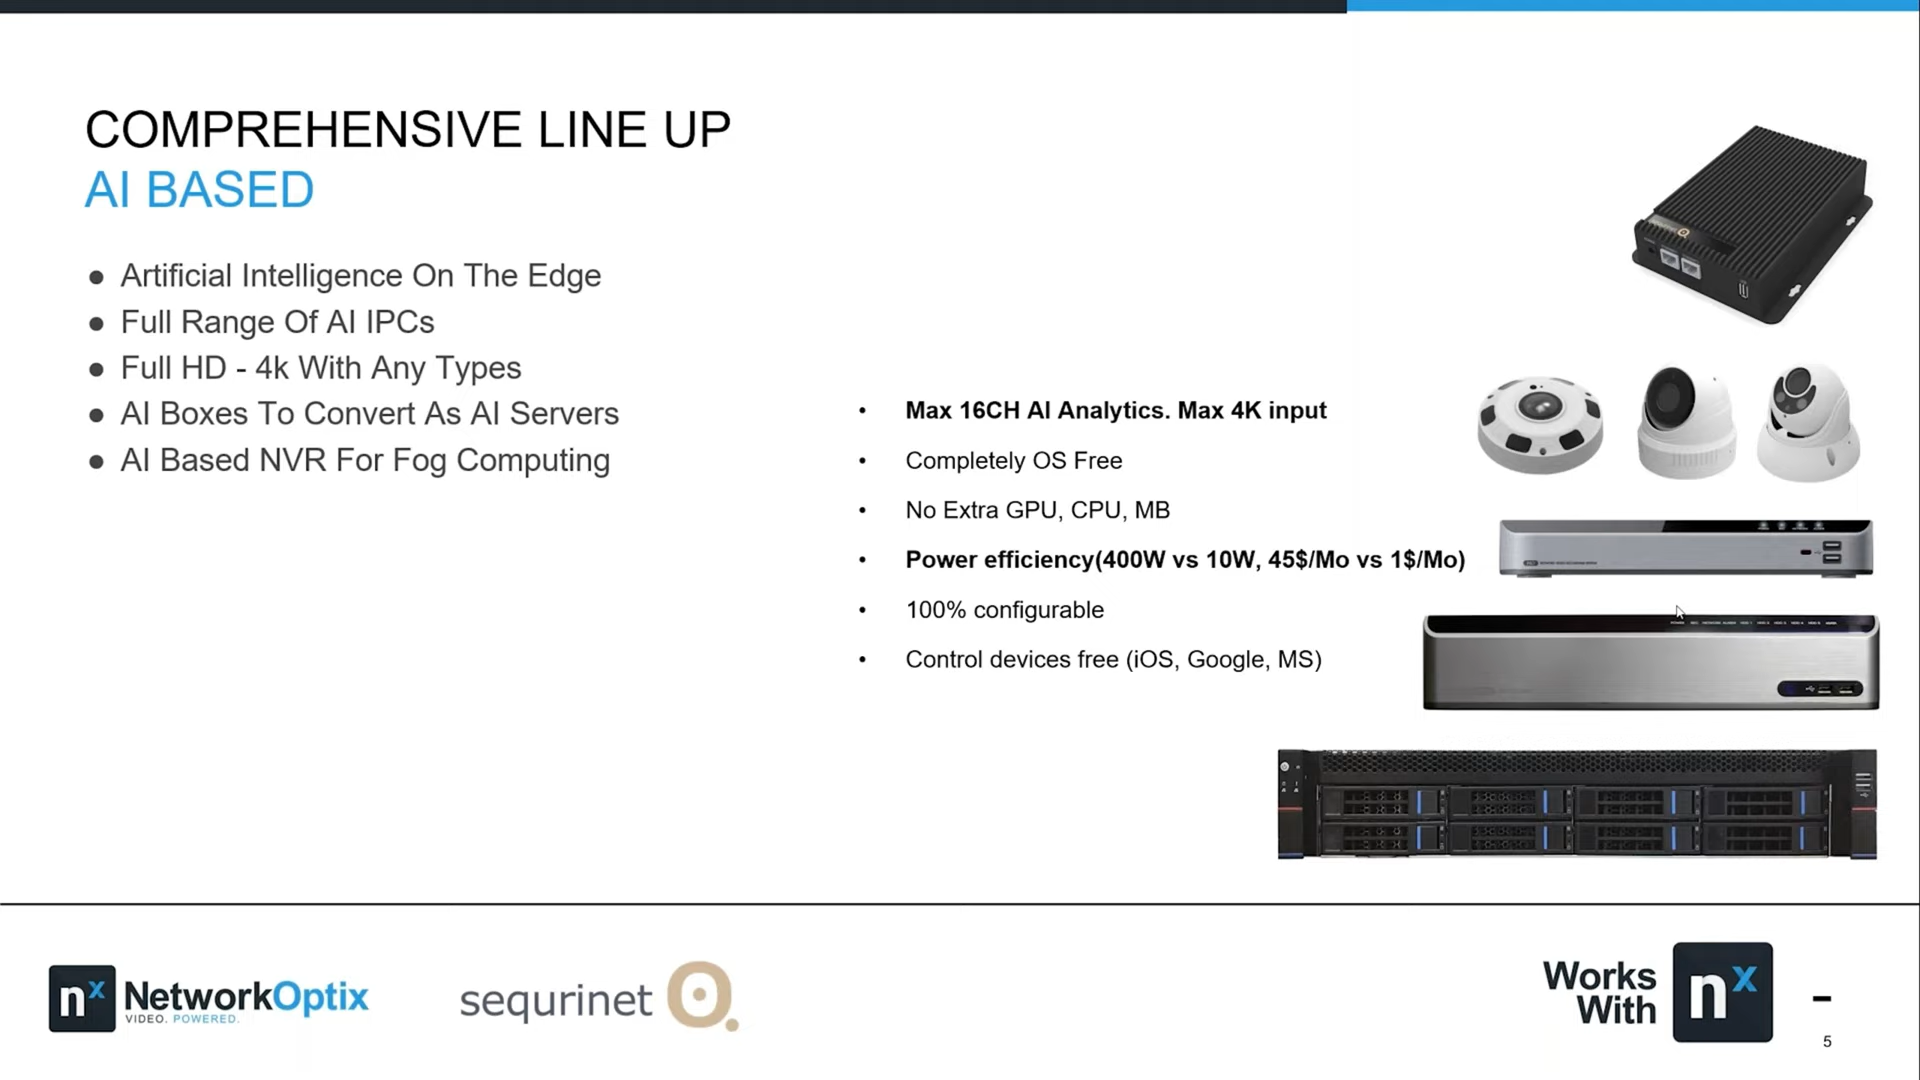 COMPREHENSIVE LINE UP
AI BASED
● Artificial Intelligence On The Edge
● Full Range Of AI IPCs
● Full HD - 4k With Any Types
● AI Boxes To Convert As AI Servers
● AI Based NVR For Fog Computing
• Max 16CH AI Analytics. Max 4K input
• Completely OS Free
• No Extra GPU, CPU, MB
• Power efficiency(400W vs 10W, 45$/Mo vs 1$/Mo)
• 100% configurable
• Control devices free (iOS, Google, MS)
nx NetworkOptix
VIDEO. POWERED.
sequrinet
Works
With
nx
5